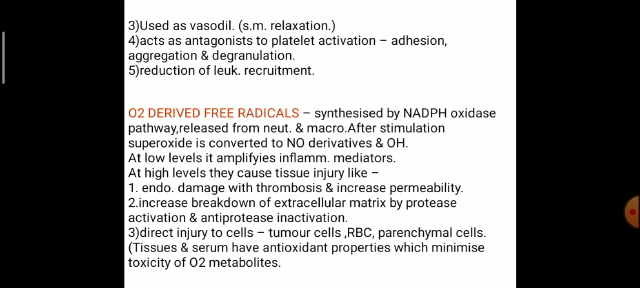 3)Used as vasodil. (s.m. relaxation.)
4)acts as antagonists to platelet activation – adhesion,
aggregation & degranulation.
5)reduction of leuk. recruitment.
O2 DERIVED FREE RADICALS – synthesised by NADPH oxidase
pathway,released from neut. & macro.After stimulation
superoxide is converted to NO derivatives & OH.
At low levels it amplifyies inflamm. mediators.
At high levels they cause tissue injury like –
1. endo. damage with thrombosis & increase permeability.
2.increase breakdown of extracellular matrix by protease
activation & antiprotease inactivation.
3)direct injury to cells – tumour cells ,RBC, parenchymal cells.
(Tissues & serum have antioxidant properties which minimise
toxicity of O2 metabolites.